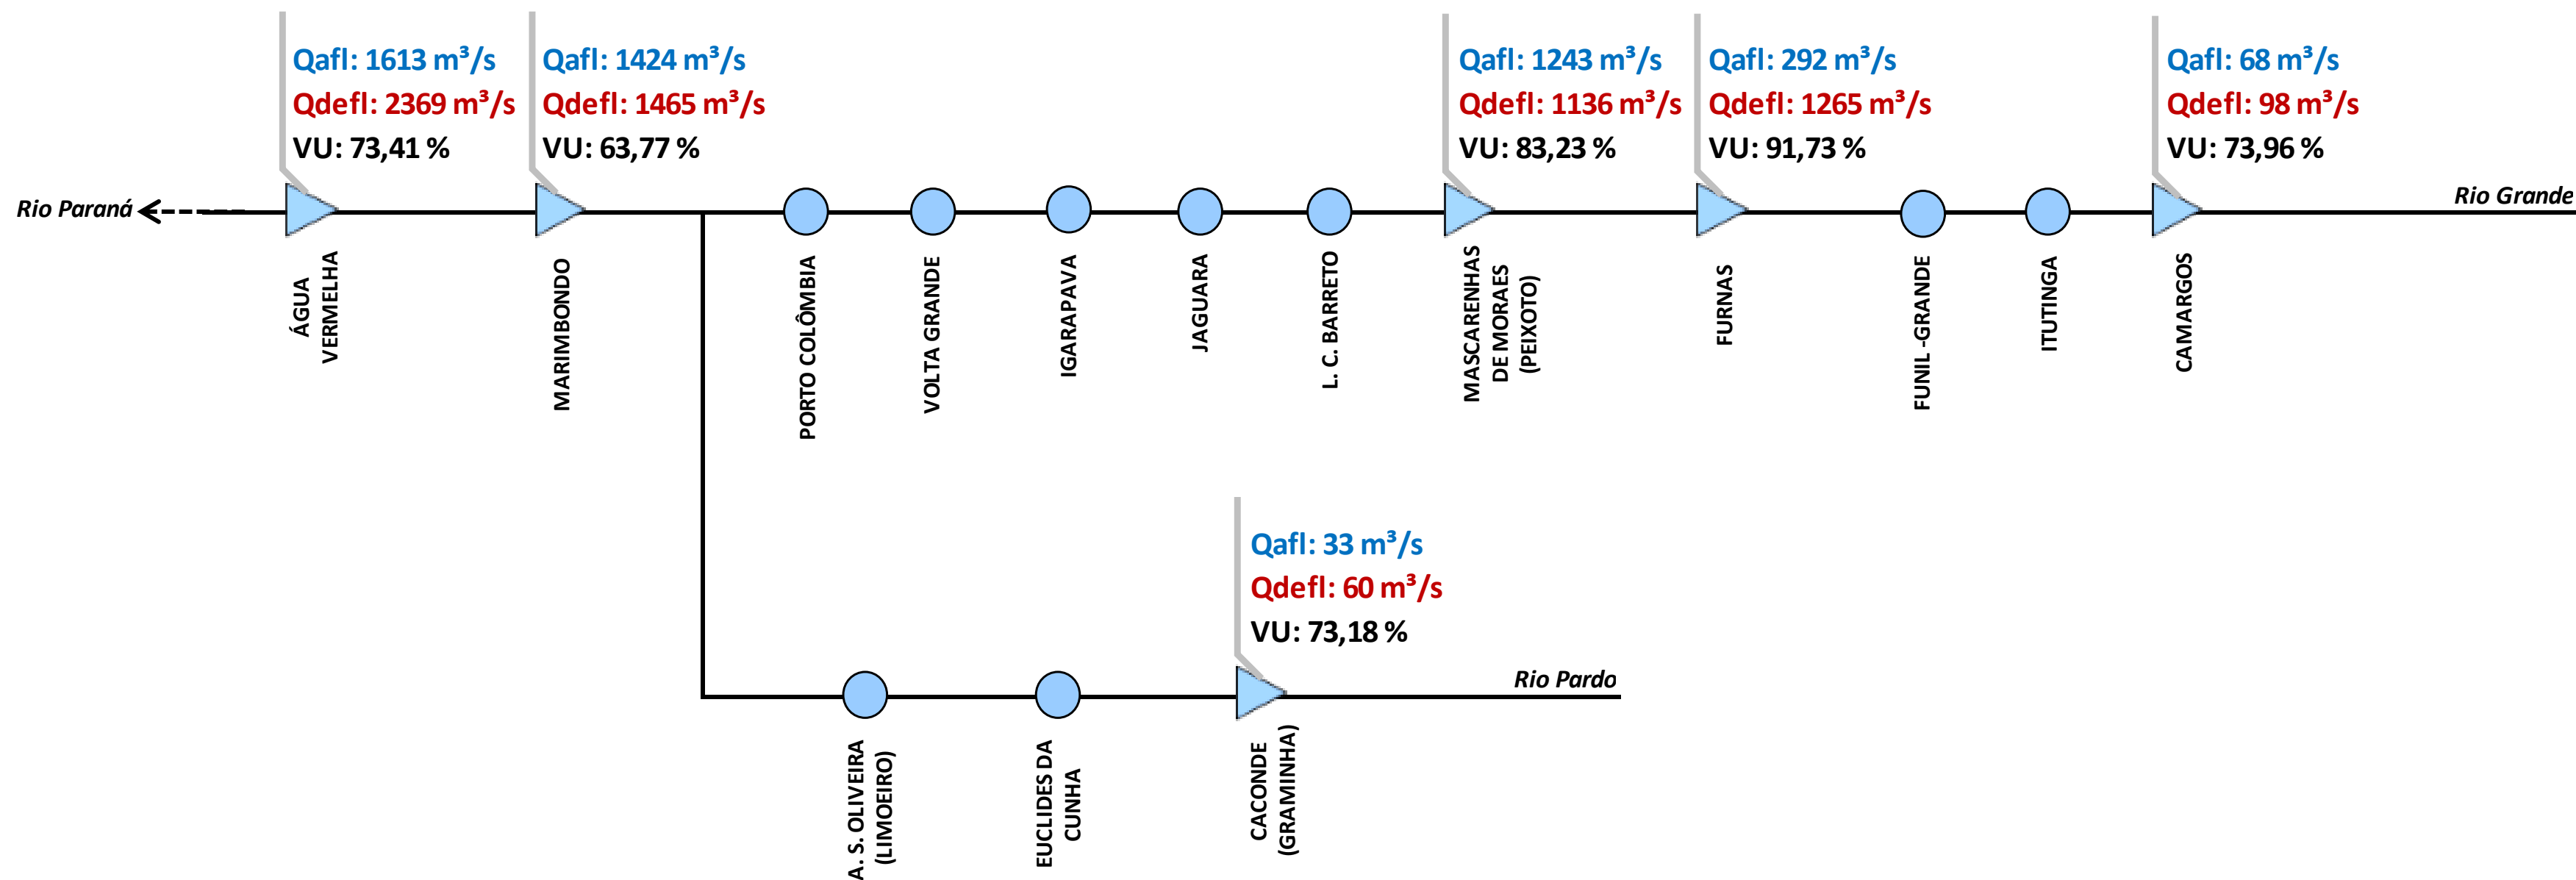 Qafl: 1613 m³/s
Qdefl: 2369 m³/s
VU: 73,41 %
Qafl: 1424 m³/s
Qdefl: 1465 m³/s
VU: 63,77 %
Qafl: 1243 m³/s
Qdefl: 1136 m³/s
VU: 83,23 %
Qafl: 292 m³/s
Qdefl: 1265 m³/s
VU: 91,73 %
Qafl: 68 m³/s
Qdefl: 98 m³/s
VU: 73,96 %
Rio Paraná
Rio Grande
ÁGUA
VERMELHA
MARIMBONDO
PORTO COLÔMBIA
VOLTA GRANDE
IGARAPAVA
JAGUARA
L. C. BARRETO
MASCARENHAS
DE MORAES
(PEIXOTO)
FURNAS
FUNIL -GRANDE
ITUTINGA
CAMARGOS
Qafl: 33 m³/s
Qdefl: 60 m³/s
VU: 73,18 %
Rio Pardo
A. S. OLIVEIRA
(LIMOEIRO)
EUCLIDES DA
CUNHA
CACONDE
(GRAMINHA)